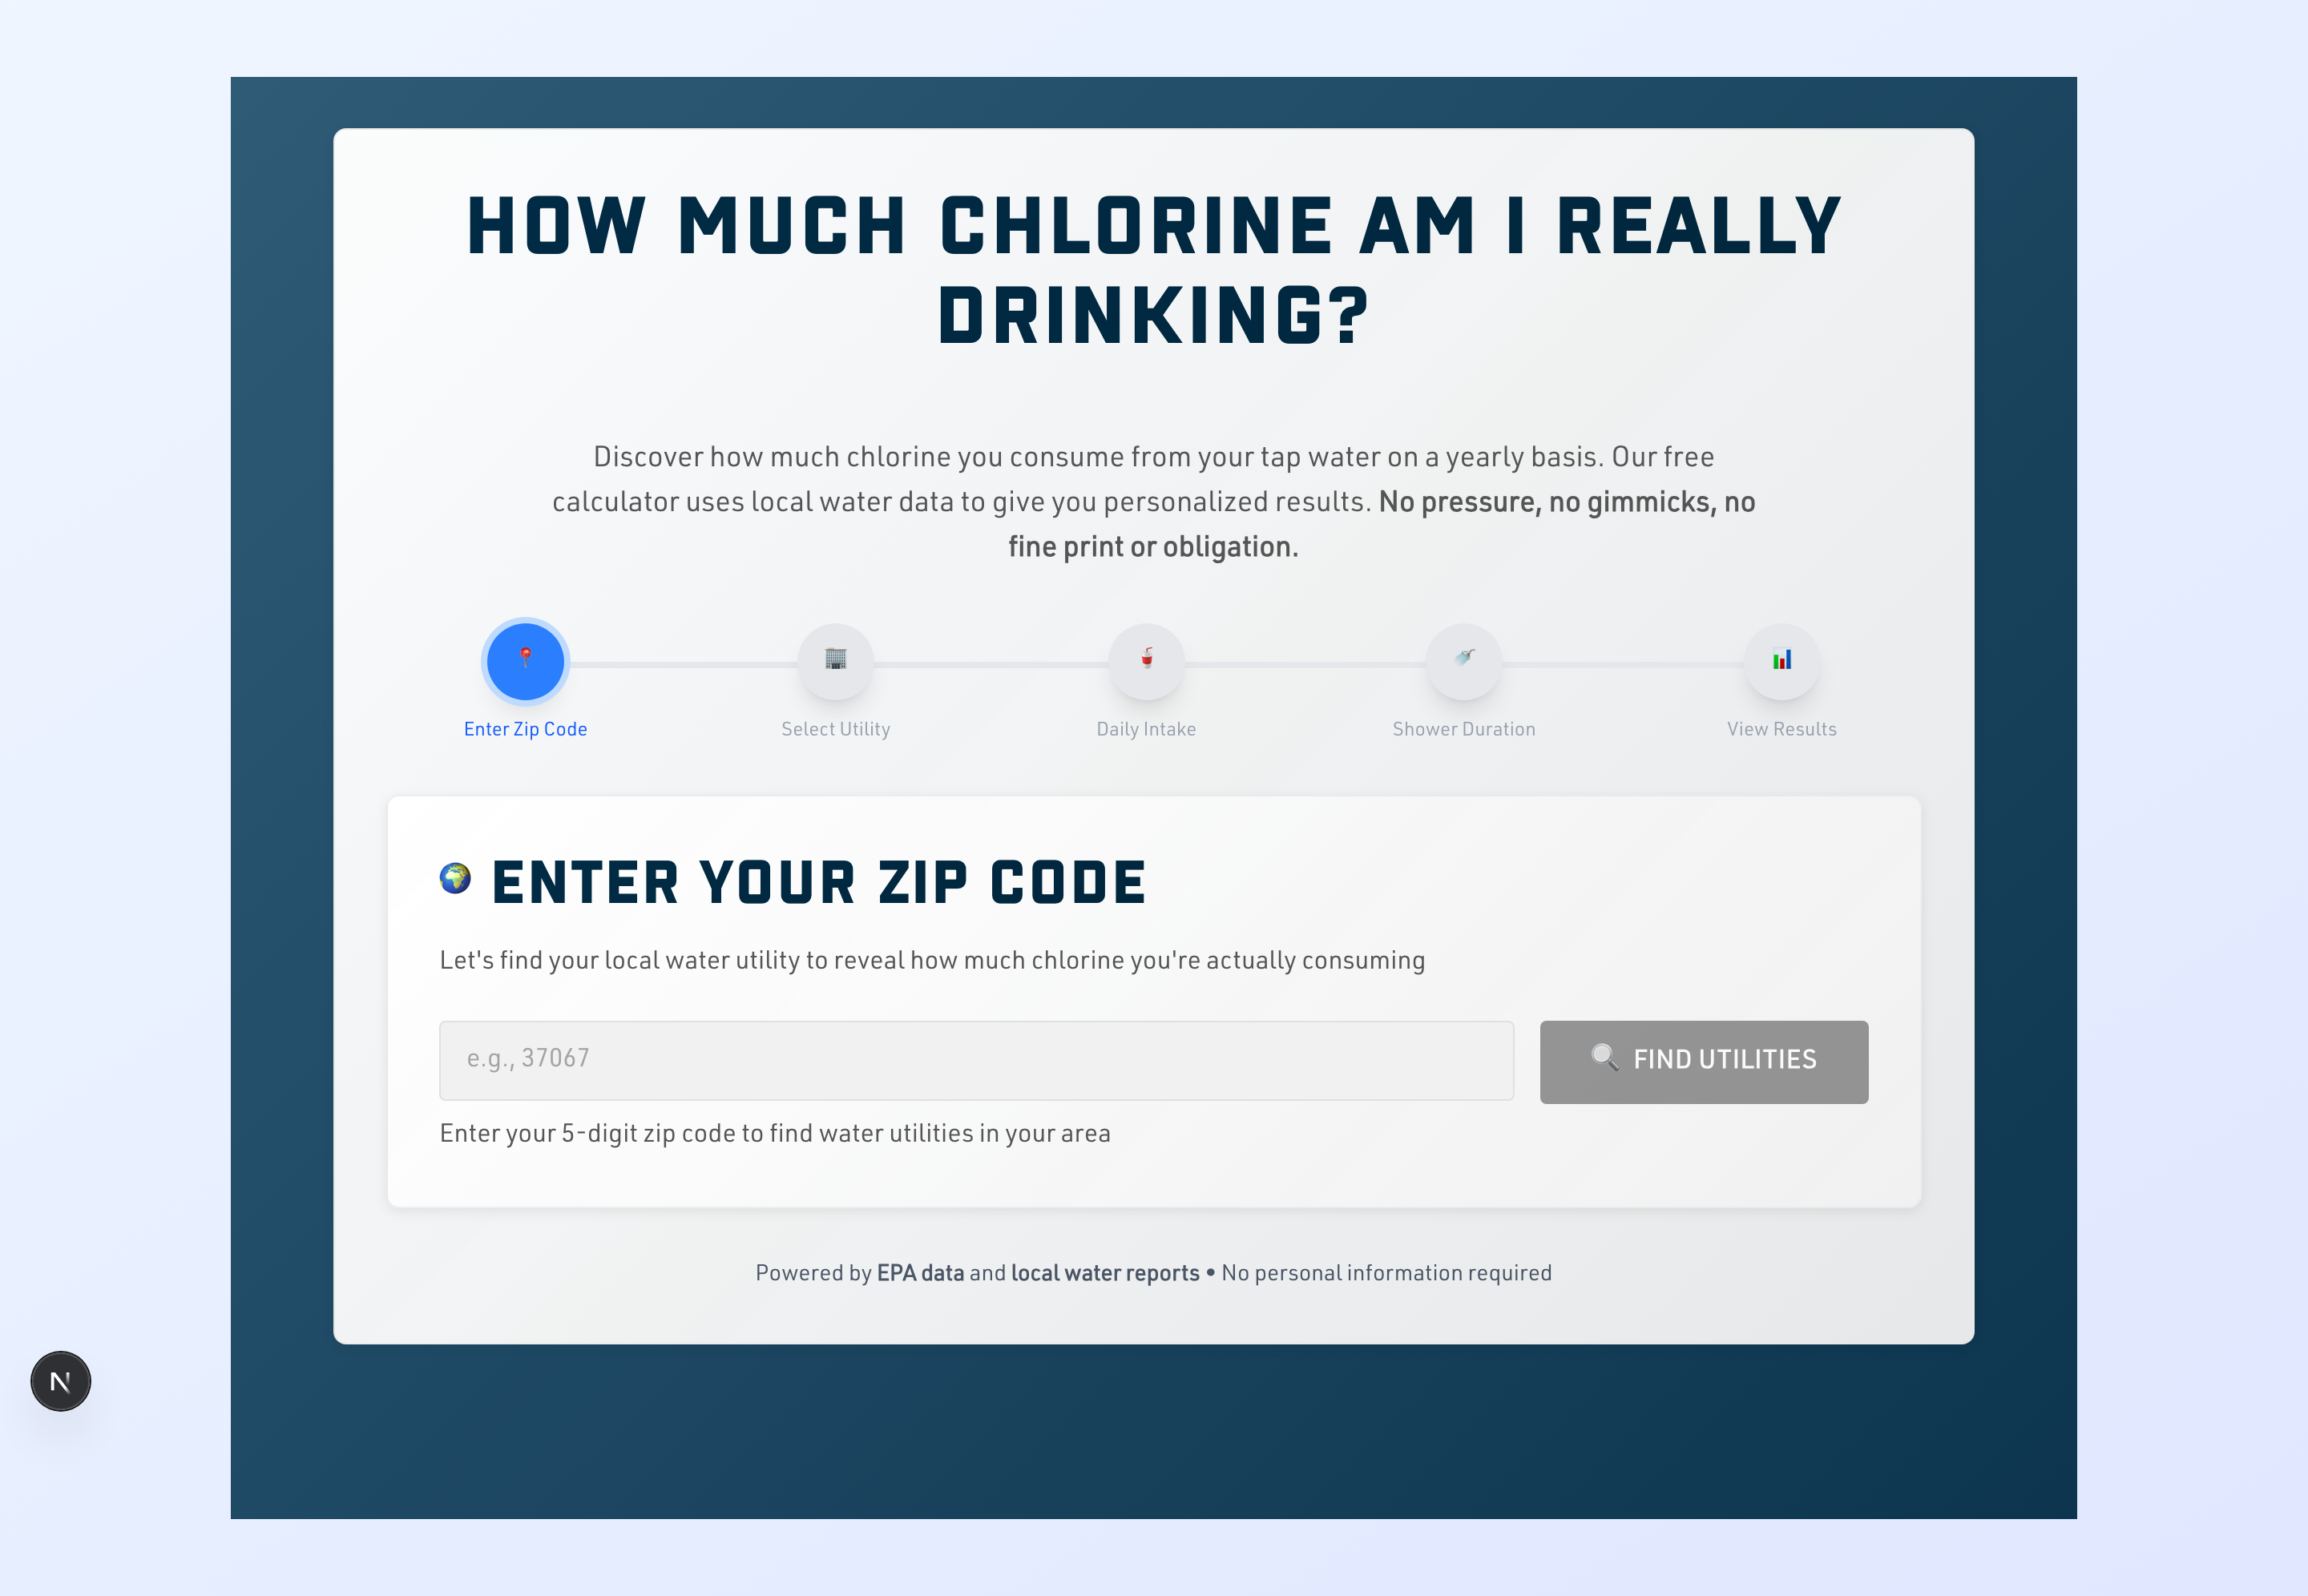 HOW MUCH CHLORINE AM I REALLY
DRINKING?
Discover how much chlorine you consume from your tap water on a yearly basis. Our free
calculator uses local water data to give you personalized results. No pressure, no gimmicks, no
fine print or obligation.
Enter Zip Code
Select Utility
Daily Intake
Shower Duration
View Results
ENTER YOUR ZIP CODE
Let's find your local water utility to reveal how much chlorine you're actually consuming
e.g., 37067
FIND UTILITIES
Enter your 5-digit zip code to find water utilities in your area
Powered by EPA data and local water reports • No personal information required
N